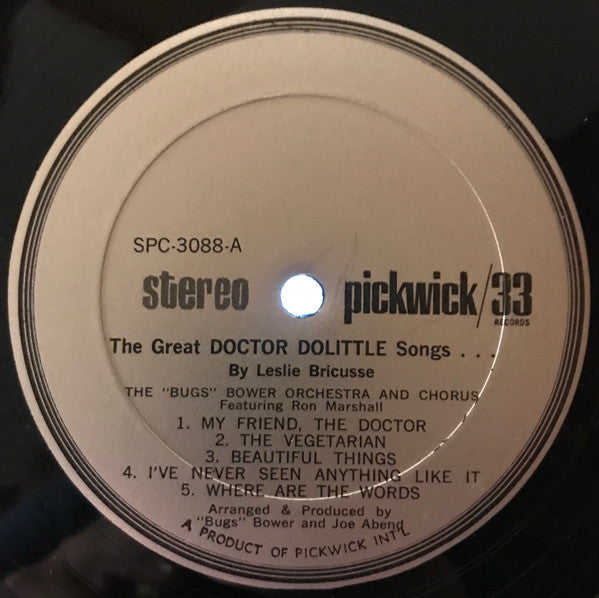 SPC-3088-A
stereo pickwick/33
RECORDS
The Great DOCTOR DOLITTLE Songs . . .
By Leslie Bricusse
THE "BUGS" BOWER ORCHESTRA AND CHORUS
Featuring Ron Marshall
1. MY FRIEND, THE DOCTOR
2. THE VEGETARIAN
3. BEAUTIFUL THINGS
4. I'VE NEVER SEEN ANYTHING LIKE IT
5. WHERE ARE THE WORDS
Arranged & Produced by
"Bugs" Bower and Joe Abend
A PRODUCT OF PICKWICK INT'L